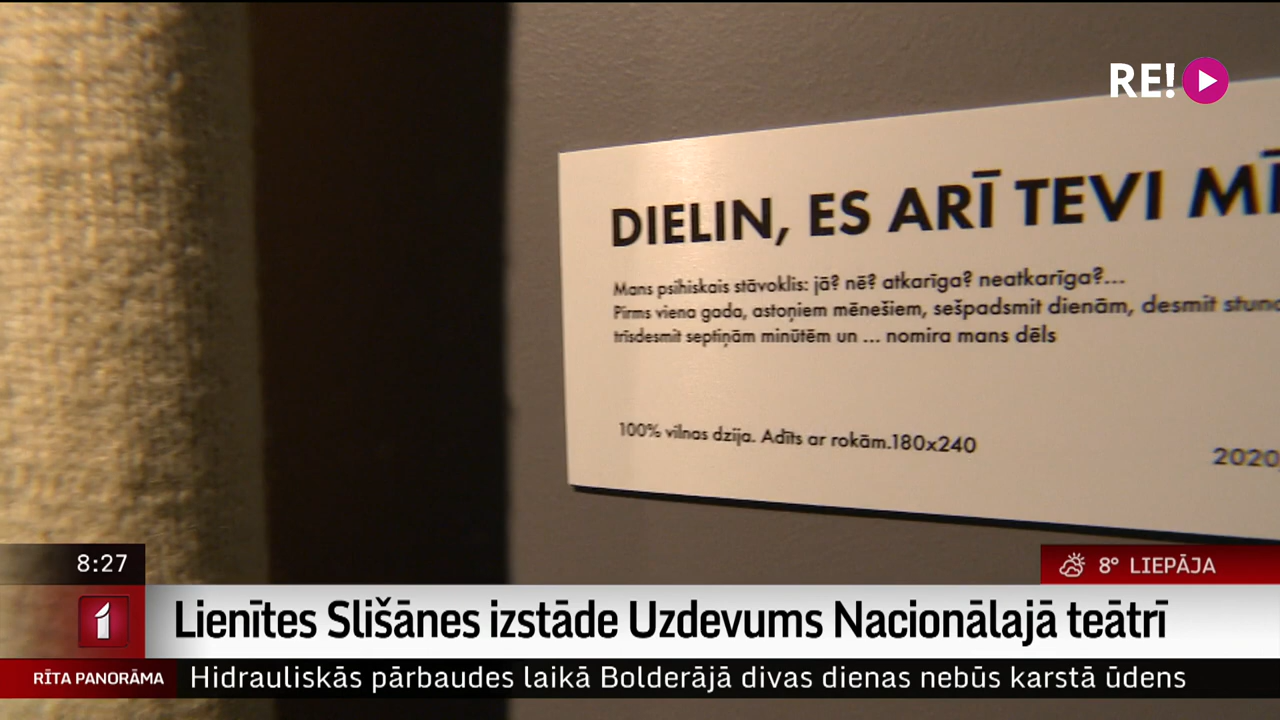 RE!
DIELIN, ES ARĪ TEVI
Mans psihiskais stāvoklis: jā? nē? atkarīga? neatkarīga?...
Pirms viena gada, astoņiem mēnešiem, sešpadsmit dienām, desmit
trīsdesmit septiņām minūtēm un ... nomira mans dēls
100% vilnas dzija. Adīts ar rokām.180x240
2020
8:27
8° LIEPĀJA
1
Lienītes Slišānes izstāde Uzdevums Nacionālajā teātrī
RĪTA PANORĀMA
Hidrauliskās pārbaudes laikā Bolderājā divas dienas nebūs karstā ūdens